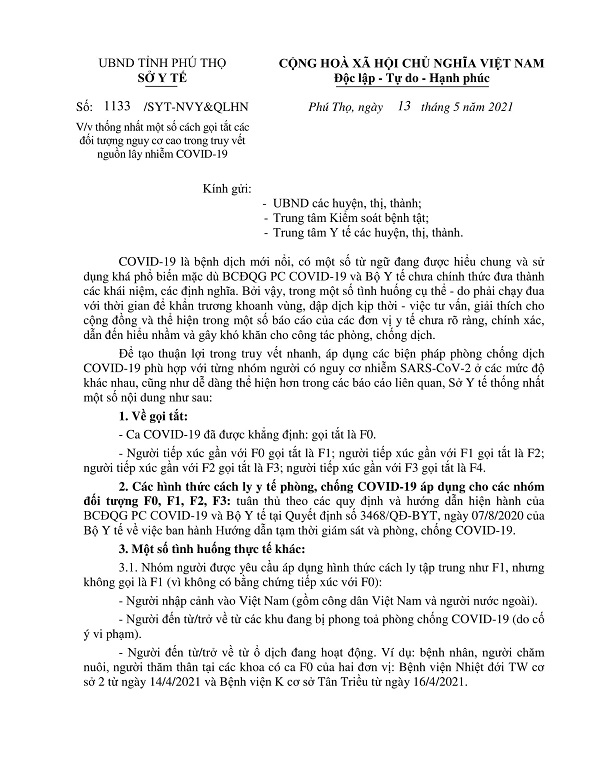 UBND TỈNH PHÚ THỌ
SỞ Y TẾ
CỘNG HOÀ XÃ HỘI CHỦ NGHĨA VIỆT NAM
Độc lập - Tự do - Hạnh phúc
Số: 1133 /SYT-NVY&QLHN
Phú Thọ, ngày 13 tháng 5 năm 2021
V/v thống nhất một số cách gọi tắt các
đối tượng nguy cơ cao trong truy vết
nguồn lây nhiễm COVID-19
Kính gửi:
- UBND các huyện, thị, thành;
- Trung tâm Kiểm soát bệnh tật;
- Trung tâm Y tế các huyện, thị, thành.
COVID-19 là bệnh dịch mới nổi, có một số từ ngữ đang được hiểu chung và sử
dụng khá phổ biến mặc dù BCĐQG PC COVID-19 và Bộ Y tế chưa chính thức đưa thành
các khái niệm, các định nghĩa. Bởi vậy, trong một số tình huống cụ thể - do phải chạy đua
với thời gian để khẩn trương khoanh vùng, dập dịch kịp thời - việc tư vấn, giải thích cho
cộng đồng và thể hiện trong một số báo cáo của các đơn vị y tế chưa rõ ràng, chính xác,
dẫn đến hiểu nhầm và gây khó khăn cho công tác phòng, chống dịch.
Để tạo thuận lợi trong truy vết nhanh, áp dụng các biện pháp phòng chống dịch
COVID-19 phù hợp với từng nhóm người có nguy cơ nhiễm SARS-CoV-2 ở các mức độ
khác nhau, cũng như dễ dàng thể hiện hơn trong các báo cáo liên quan, Sở Y tế thống nhất
một số nội dung như sau:
1. Về gọi tắt:
- Ca COVID-19 đã được khẳng định: gọi tắt là F0.
- Người tiếp xúc gần với F0 gọi tắt là F1; người tiếp xúc gần với F1 gọi tắt là F2;
người tiếp xúc gần với F2 gọi tắt là F3; người tiếp xúc gần với F3 gọi tắt là F4.
2. Các hình thức cách ly y tế phòng, chống COVID-19 áp dụng cho các nhóm
đối tượng F0, F1, F2, F3: tuân thủ theo các quy định và hướng dẫn hiện hành của
BCĐQG PC COVID-19 và Bộ Y tế tại Quyết định số 3468/QĐ-BYT, ngày 07/8/2020 của
Bộ Y tế về việc ban hành Hướng dẫn tạm thời giám sát và phòng, chống COVID-19.
3. Một số tình huống thực tế khác:
3.1. Nhóm người được yêu cầu áp dụng hình thức cách ly tập trung như F1, nhưng
không gọi là F1 (vì không có bằng chứng tiếp xúc với F0):
- Người nhập cảnh vào Việt Nam (gồm công dân Việt Nam và người nước ngoài).
- Người đến từ/trở về từ các khu đang bị phong toả phòng chống COVID-19 (do cố
ý vi phạm).
- Người đến từ/trở về từ ổ dịch đang hoạt động. Ví dụ: bệnh nhân, người chăm
nuôi, người thăm thân tại các khoa có ca F0 của hai đơn vị: Bệnh viện Nhiệt đới TW cơ
sở 2 từ ngày 14/4/2021 và Bệnh viện K cơ sở Tân Triều từ ngày 16/4/2021.